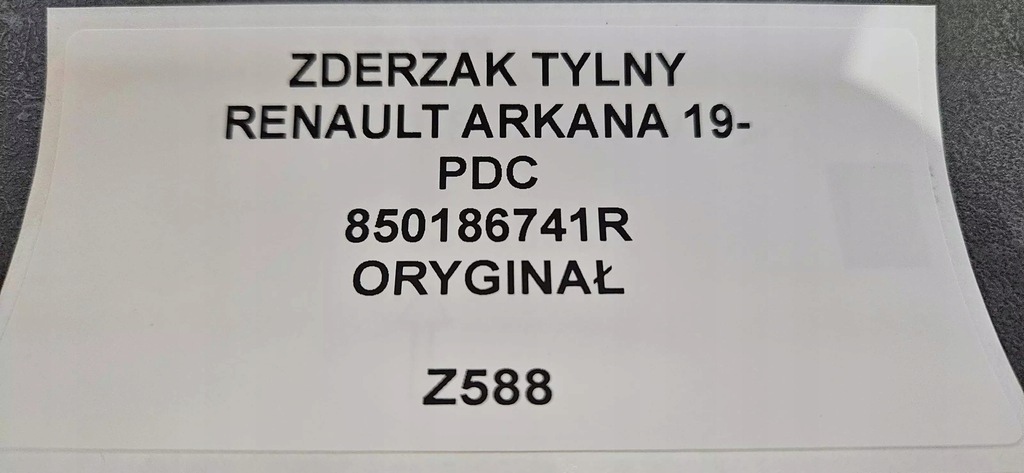 ZDERZAK TYLNY
RENAULT ARKANA 19-
PDC
850186741R
ORYGINAŁ
Z588